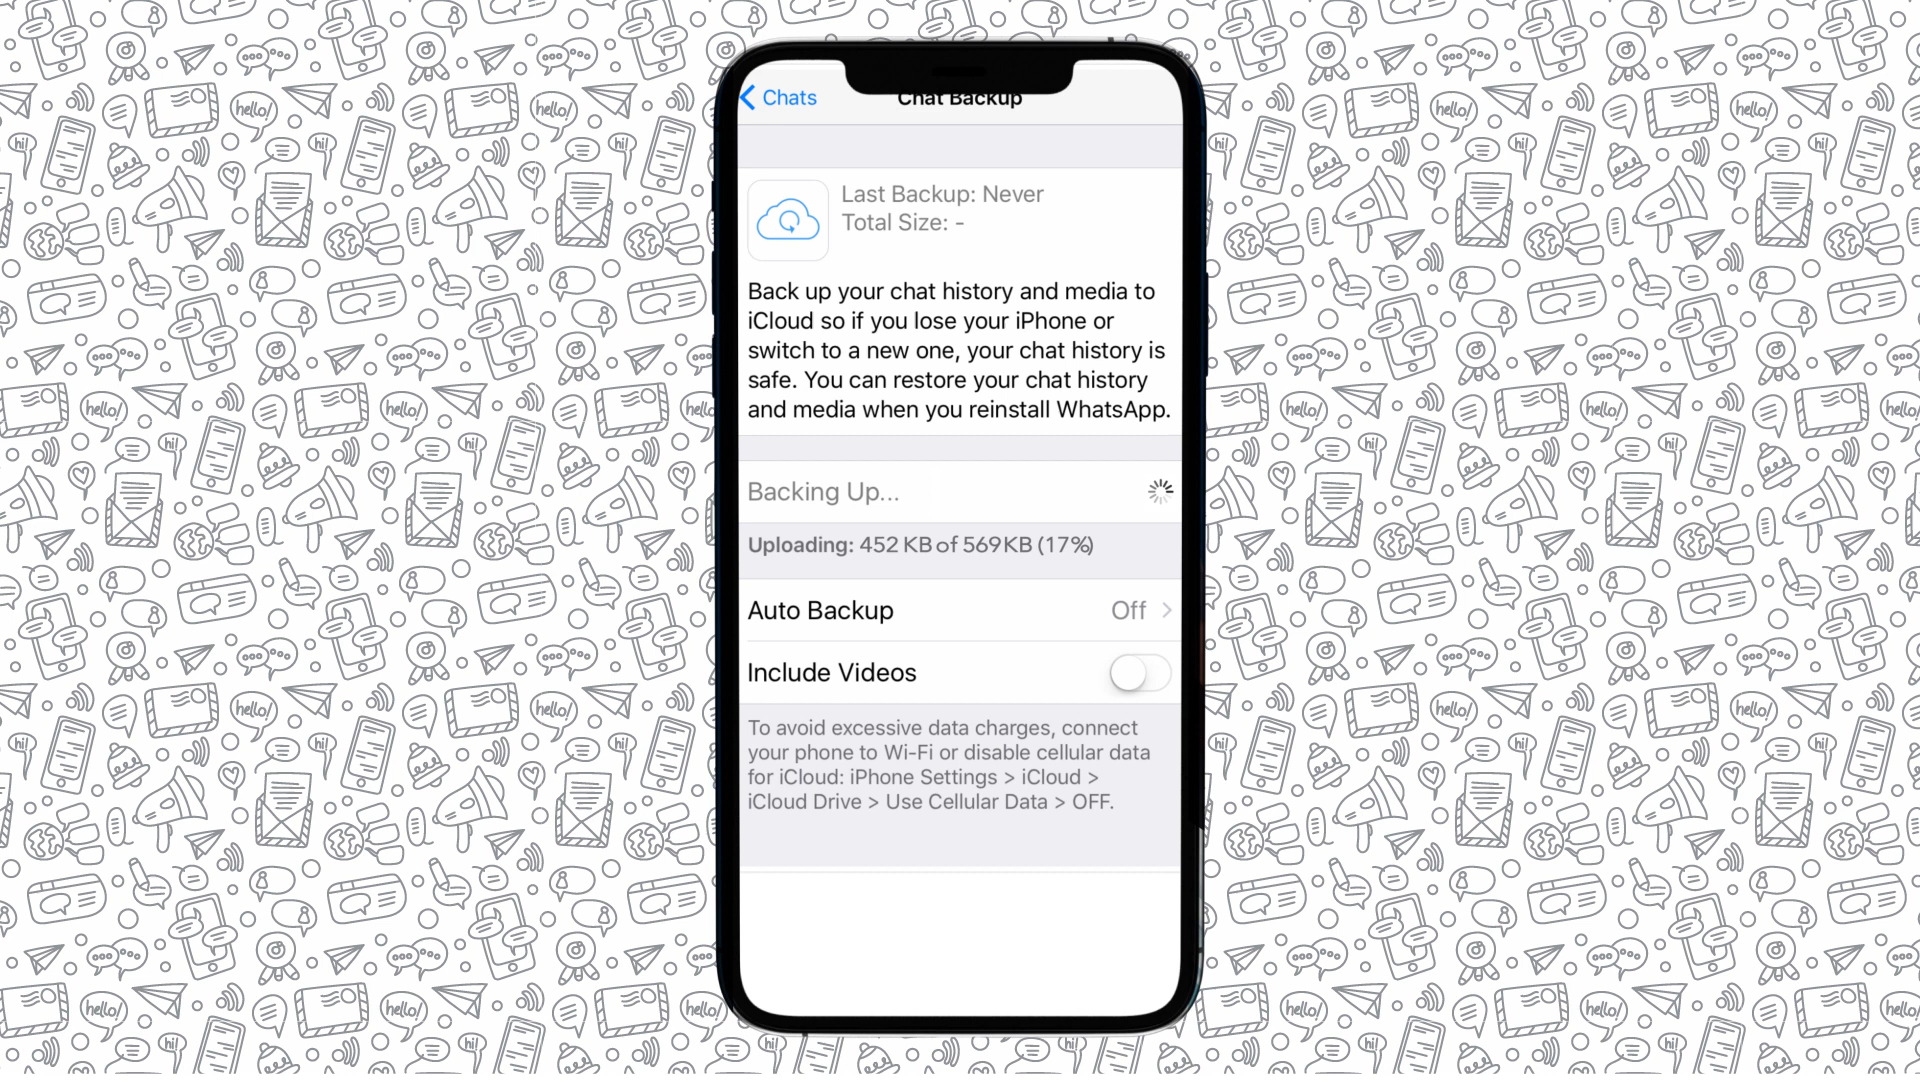 Chats
Chat Backup
Last Backup: Never
Total Size: -
Back up your chat history and media to
iCloud so if you lose your iPhone or
switch to a new one, your chat history is
safe. You can restore your chat history
and media when you reinstall WhatsApp.
Backing Up...
Uploading: 452 KB of 569KB (17%)
Auto Backup Off
Include Videos
To avoid excessive data charges, connect
your phone to Wi-Fi or disable cellular data
for iCloud: iPhone Settings > iCloud >
iCloud Drive > Use Cellular Data > OFF.
hello!
hi!